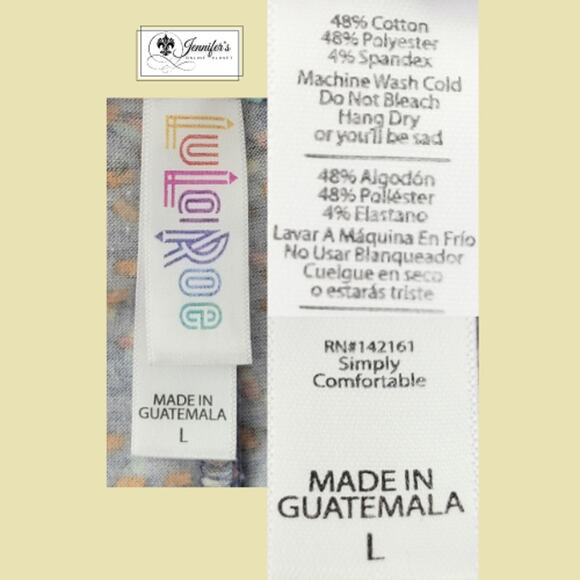 Jennifer's
ONLINE CLOSET
LuLaRoe
MADE IN
GUATEMALA
L
48% Cotton
48% Polyester
4% Spandex
Machine Wash Cold
Do Not Bleach
Hang Dry
or you'll be sad
48% Algodón
48% Poliéster
4% Elastano
Lavar A Máquina En Frío
No Usar Blanqueador
Cuelgue en seco
o estarás triste
RN#142161
Simply
Comfortable
MADE IN
GUATEMALA
L